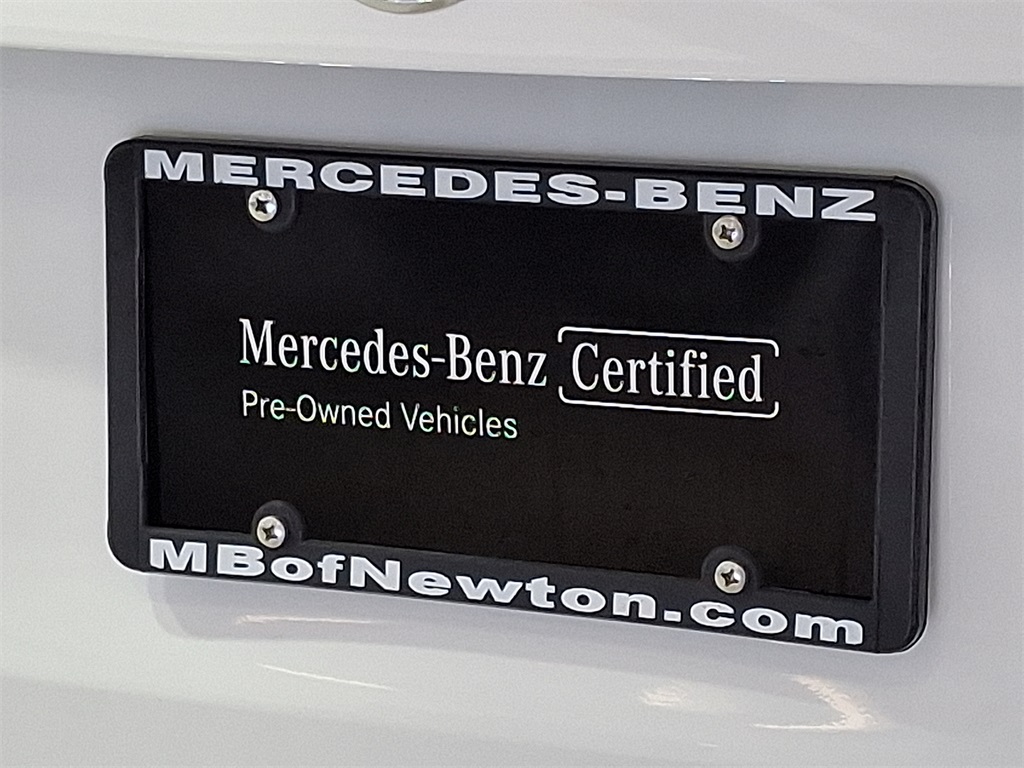 MERCEDES-BENZ
Mercedes-Benz Certified
Pre-Owned Vehicles
MBofNewton.com